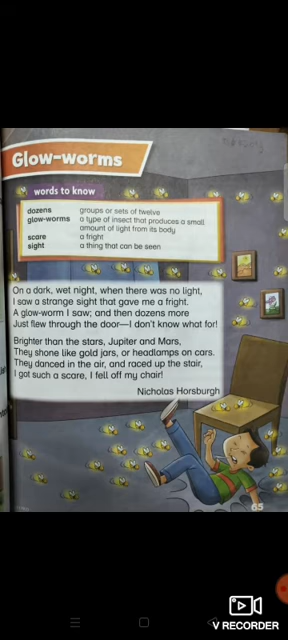 Glow-worms
words to know
dozens groups or sets of twelve
glow-worms a type of insect that produces a small
amount of light from its body
scare a fright
sight a thing that can be seen
On a dark, wet night, when there was no light,
I saw a strange sight that gave me a fright.
A glow-worm I saw; and then dozens more
Just flew through the door—I don't know what for!
Brighter than the stars, Jupiter and Mars,
They shone like gold jars, or headlamps on cars.
They danced in the air, and raced up the stair,
I got such a scare, I fell off my chair!
Nicholas Horsburgh
65
V RECORDER